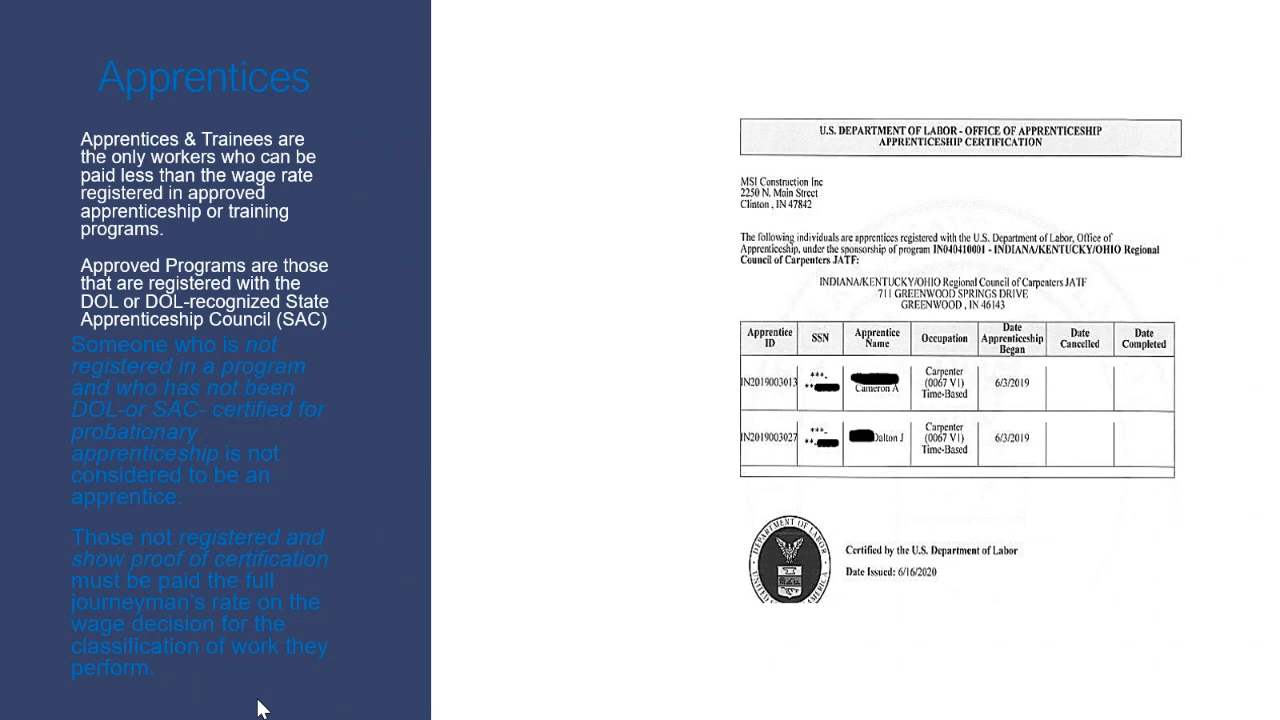 Apprentices
Apprentices & Trainees are
the only workers who can be
paid less than the wage rate
registered in approved
apprenticeship or training
programs.
Approved Programs are those
that are registered with the
DOL or DOL-recognized State
Apprenticeship Council (SAC)
Someone who is not
registered in a program
and who has not been
DOL-or SAC- certified for
probationary
apprenticeship is not
considered to be an
apprentice.
Those not registered and
show proof of certification
must be paid the full
journeyman's rate on the
wage decision for the
classification of work they
perform.
U.S. DEPARTMENT OF LABOR - OFFICE OF APPRENTICESHIP
APPRENTICESHIP CERTIFICATION
MSI Construction Inc
2250 N. Main Street
Clinton , IN 47842
The following individuals are apprentices registered with the U.S. Department of Labor, Office of
Apprenticeship, under the sponsorship of program IN040410001 - INDIANA/KENTUCKY/OHIO Regional
Council of Carpenters JATF:
INDIANA/KENTUCKY/OHIO Regional Council of Carpenters JATF
711 GREENWOOD SPRINGS DRIVE
GREENWOOD , IN 46143
Apprentice ID SSN Apprentice Name Occupation Date Apprenticeship Began Date Cancelled Date Completed
IN2019003013 ***-** Cameron A Carpenter (0067 V1) Time-Based 6/3/2019
IN2019003027 ***-** Dalton J Carpenter (0067 V1) Time-Based 6/3/2019
DEPARTMENT OF LABOR
Certified by the U.S. Department of Labor
Date Issued: 6/16/2020